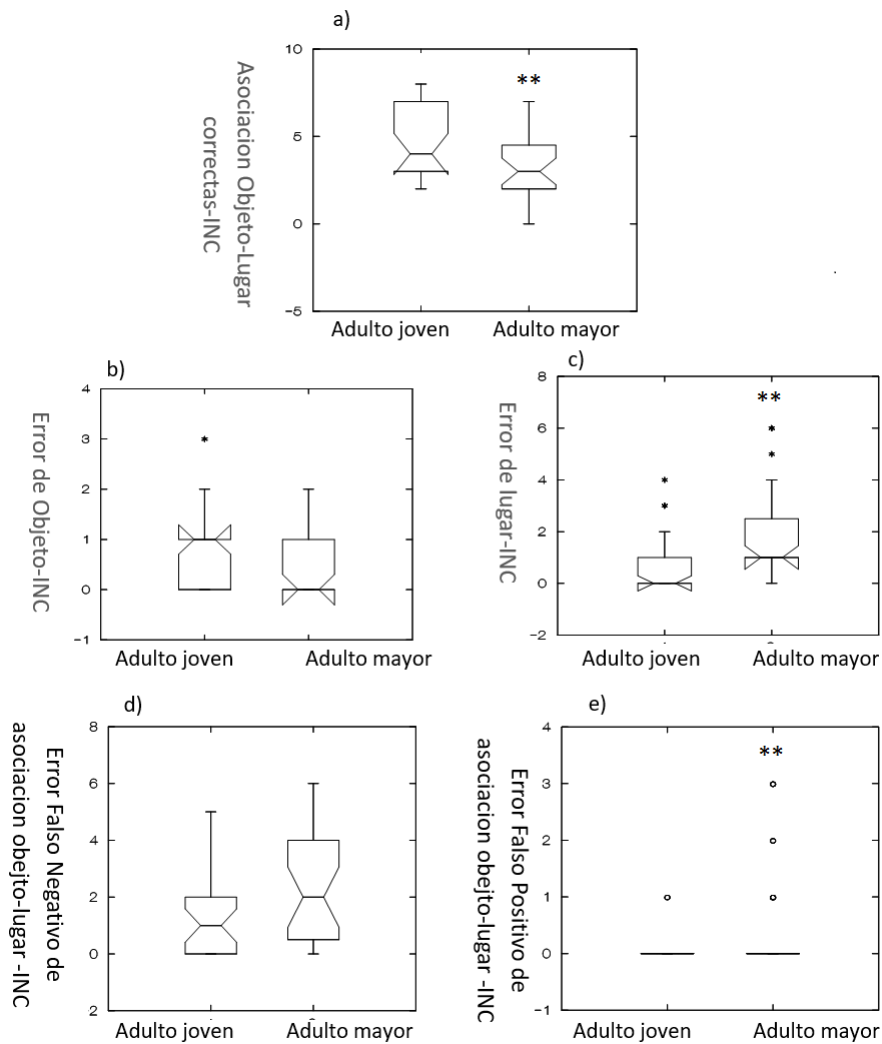 a)
Asociacion Objeto-Lugar
correctas-INC
10
5
0
-5
**
Adulto joven Adulto mayor
b)
Error de Objeto-INC
4
3
2
1
0
-1
*
Adulto joven Adulto mayor
c)
Error de lugar-INC
8
6
4
2
0
-2
**
Adulto joven Adulto mayor
d)
Error Falso Negativo de
asociacion obejto-lugar -INC
8
6
4
2
0
2
Adulto joven Adulto mayor
e)
Error Falso Positivo de
asociacion obejto-lugar -INC
4
3
2
1
0
-1
**
Adulto joven Adulto mayor